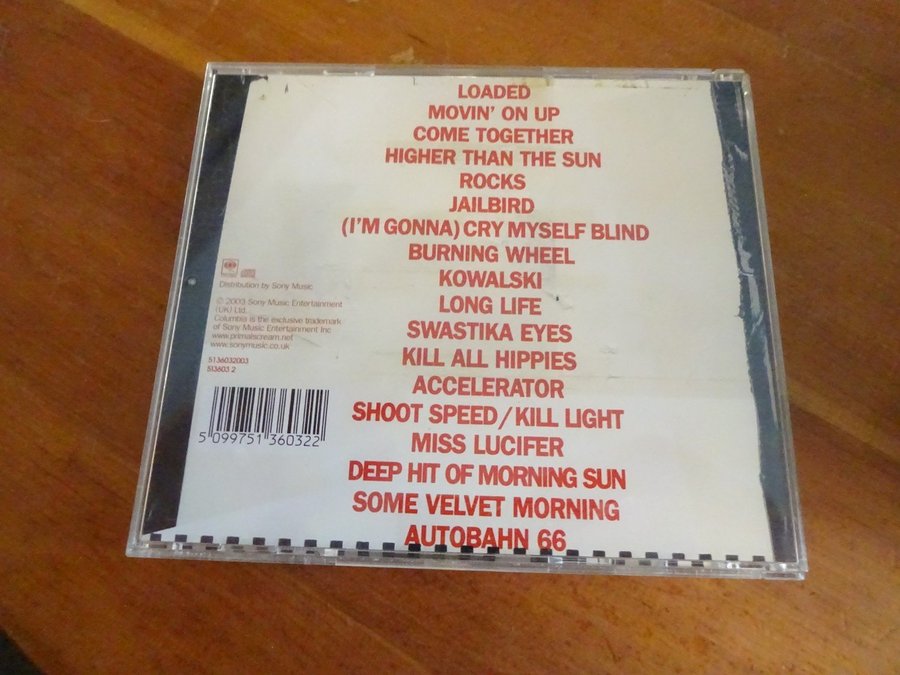 LOADED
MOVIN' ON UP
COME TOGETHER
HIGHER THAN THE SUN
ROCKS
JAILBIRD
(I'M GONNA) CRY MYSELF BLIND
BURNING WHEEL
KOWALSKI
LONG LIFE
SWASTIKA EYES
KILL ALL HIPPIES
ACCELERATOR
SHOOT SPEED/KILL LIGHT
MISS LUCIFER
DEEP HIT OF MORNING SUN
SOME VELVET MORNING
AUTOBAHN 66
Distribution by Sony Music
© 2003 Sony Music Entertainment
(UK) Ltd.
Columbia is the exclusive trademark
of Sony Music Entertainment Inc
www.primalscream.net
www.sonymusic.co.uk
5136032003
513603 2
5 099751 360322